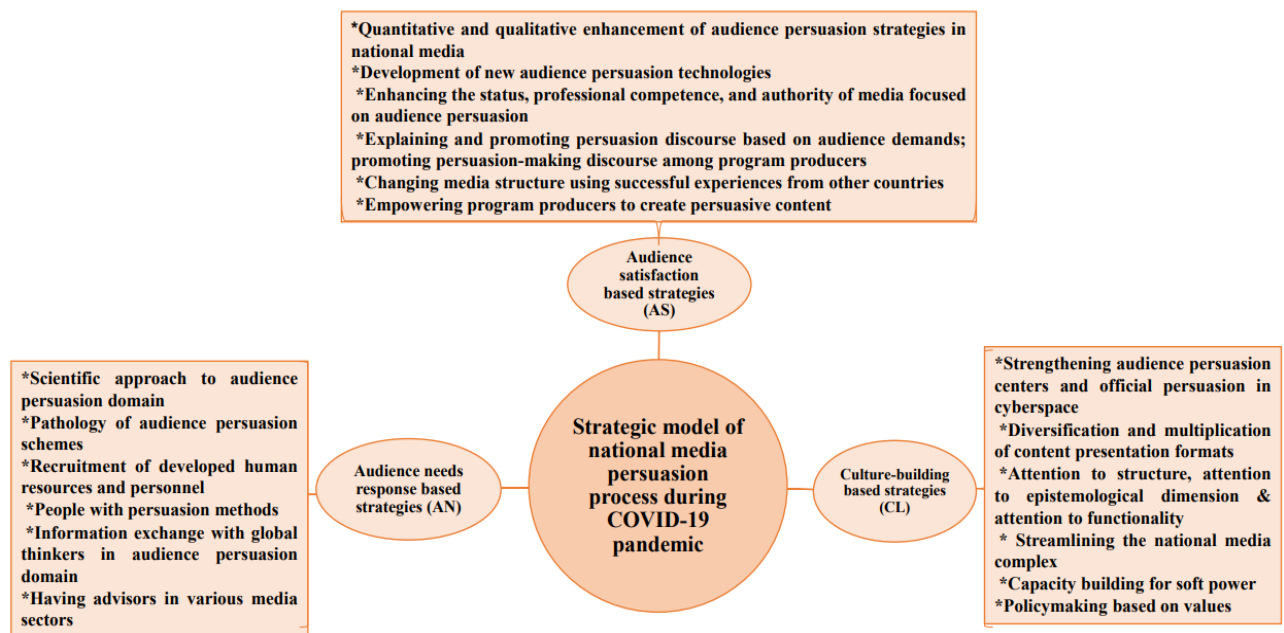 *Quantitative and qualitative enhancement of audience persuasion strategies in
national media
*Development of new audience persuasion technologies
*Enhancing the status, professional competence, and authority of media focused
on audience persuasion
*Explaining and promoting persuasion discourse based on audience demands;
promoting persuasion-making discourse among program producers
*Changing media structure using successful experiences from other countries
*Empowering program producers to create persuasive content
Audience
satisfaction
based strategies
(AS)
*Scientific approach to audience
persuasion domain
*Pathology of audience persuasion
schemes
*Recruitment of developed human
resources and personnel
*People with persuasion methods
*Information exchange with global
thinkers in audience persuasion
domain
*Having advisors in various media
sectors
Audience needs
response based
strategies (AN)
Strategic model of
national media
persuasion
process during
COVID-19
pandemic
Culture-building
based strategies
(CL)
*Strengthening audience persuasion
centers and official persuasion in
cyberspace
*Diversification and multiplication
of content presentation formats
*Attention to structure, attention
to epistemological dimension &
attention to functionality
* Streamlining the national media
complex
*Capacity building for soft power
*Policymaking based on values